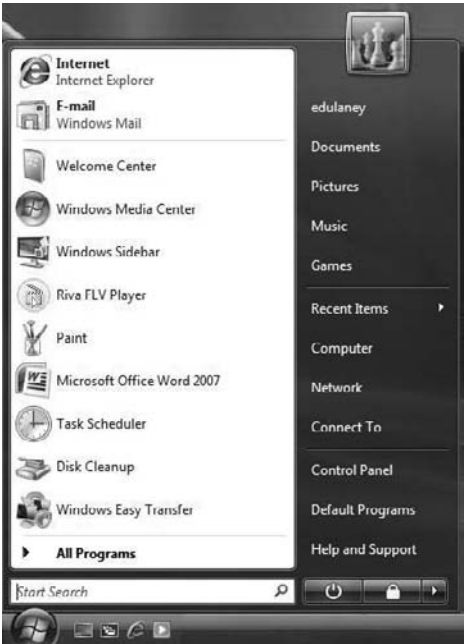 Internet
Internet Explorer
E-mail
Windows Mail
Welcome Center
Windows Media Center
Windows Sidebar
Riva FLV Player
Paint
Microsoft Office Word 2007
Task Scheduler
Disk Cleanup
Windows Easy Transfer
All Programs
Start Search
edulaney
Documents
Pictures
Music
Games
Recent Items
Computer
Network
Connect To
Control Panel
Default Programs
Help and Support